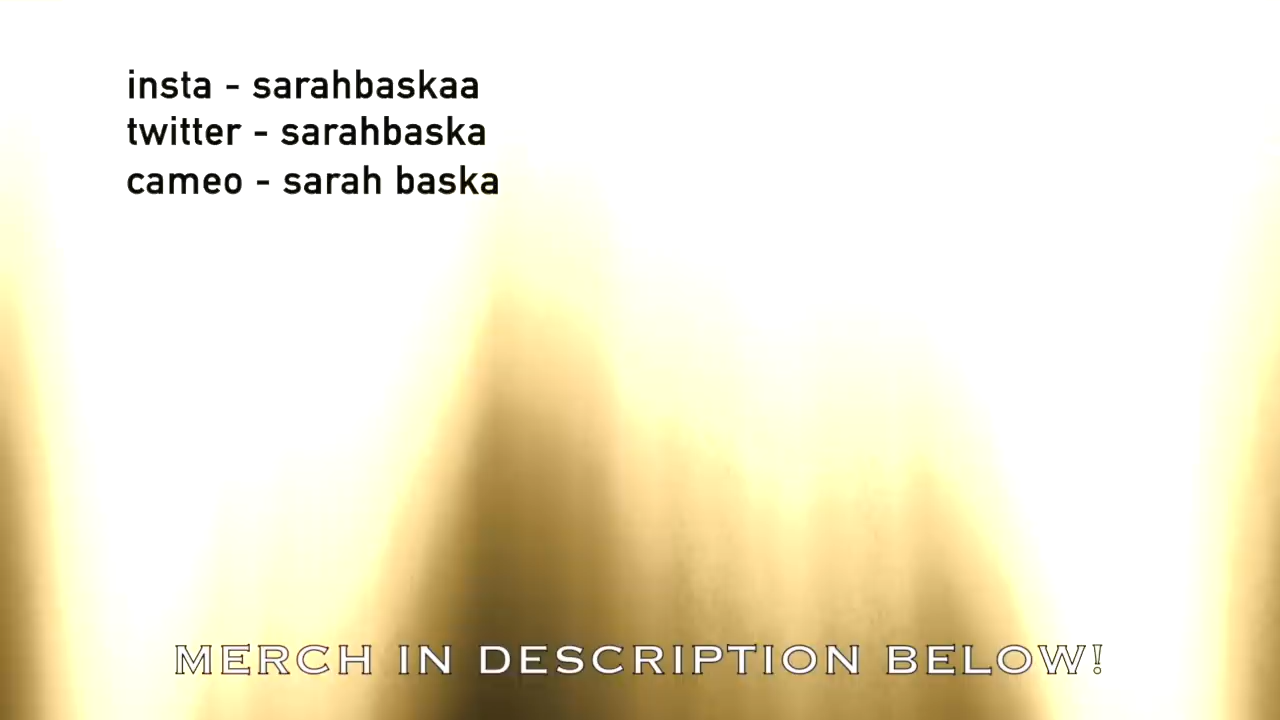 insta - sarahbaskaa
twitter - sarahbaska
cameo - sarah baska
MERCH IN DESCRIPTION BELOW!